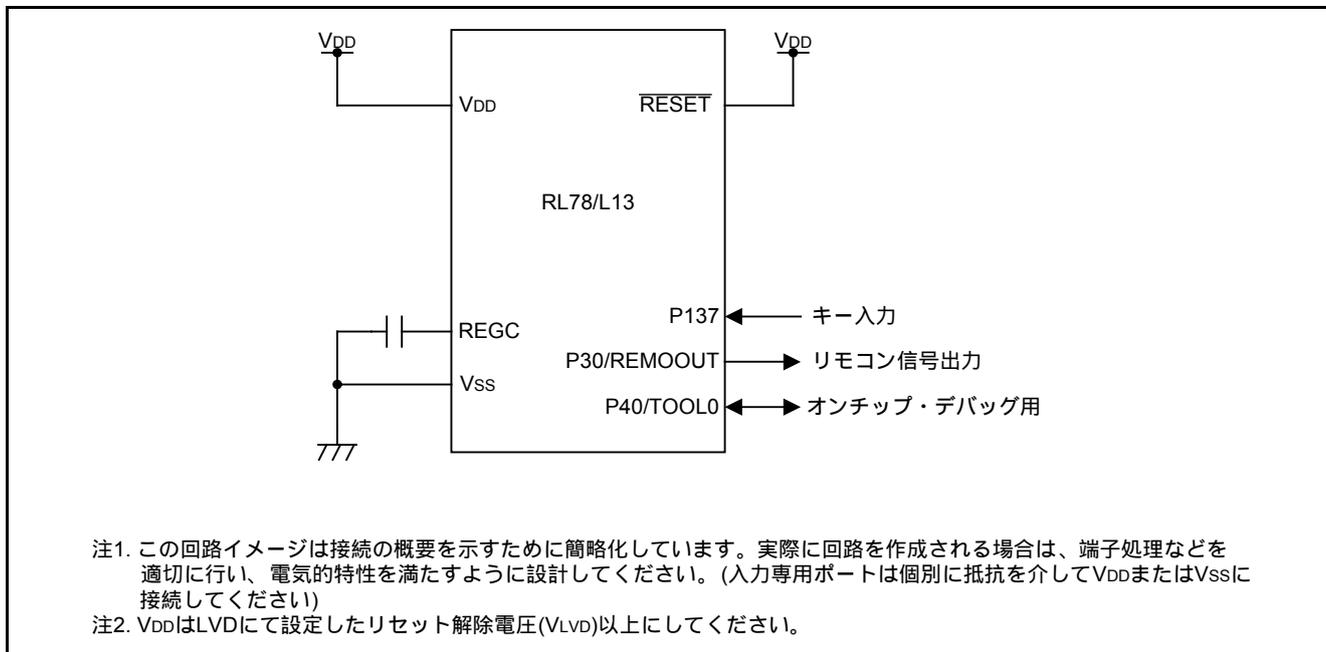 VDD
VDD
VDD
RESET
RL78/L13
P137
キー入力
REGC
P30/REMOOUT
リモコン信号出力
VSS
P40/TOOL0
オンチップ・デバッグ用
注1. この回路イメージは接続の概要を示すために簡略化しています。実際に回路を作成される場合は、端子処理などを
適切に行い、電気的特性を満たすように設計してください。(入力専用ポートは個別に抵抗を介してVDDまたはVSSに
接続してください)
注2. VDDはLVDにて設定したリセット解除電圧(VLVD)以上にしてください。